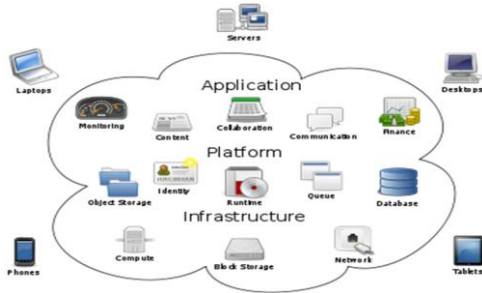 Servers
Laptops
Desktops
Application
Monitoring
Content
Collaboration
Communication
Finance
Platform
Object Storage
Identity
Runtime
Queue
Database
Infrastructure
Compute
Block Storage
Network
Phones
Tablets